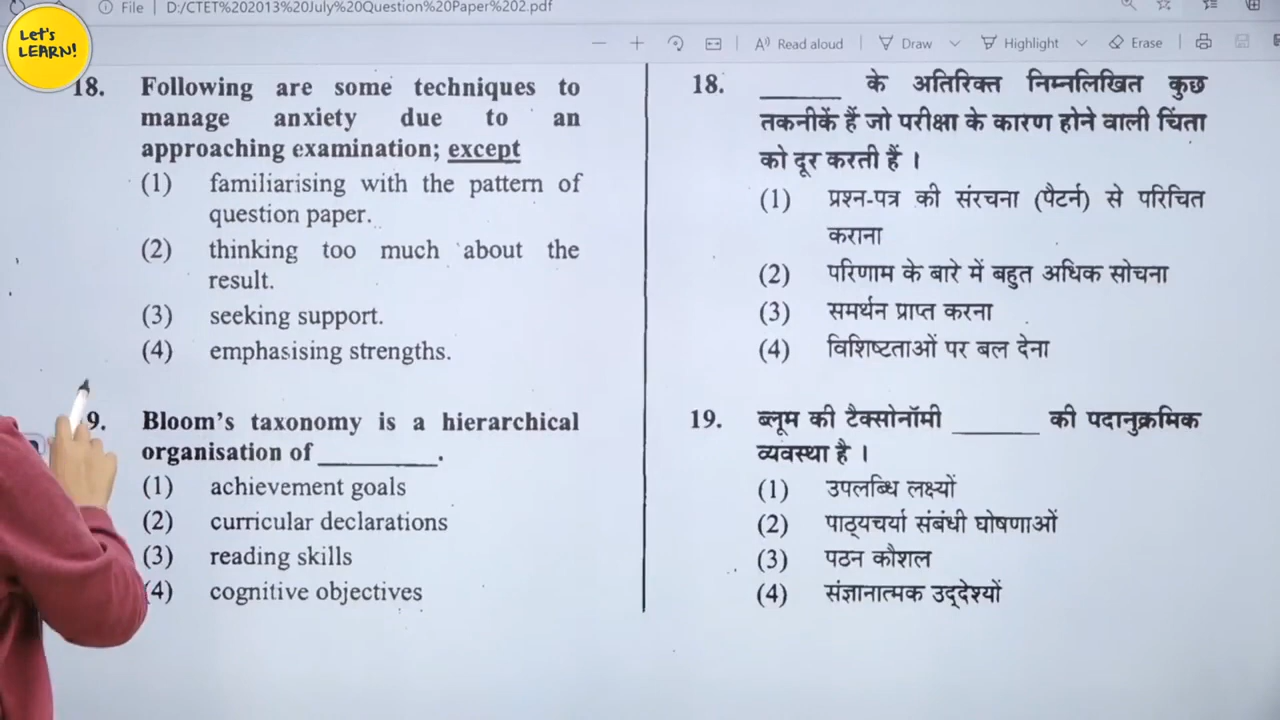 Let's
LEARN!
File | D:/CTET%202013%20July%20Question%20Paper%202.pdf
Read aloud | Draw Highlight Erase
18. Following are some techniques to
manage anxiety due to an
approaching examination; except
(1) familiarising with the pattern of
question paper.
(2) thinking too much about the
result.
(3) seeking support.
(4) emphasising strengths.
9. Bloom's taxonomy is a hierarchical
organisation of ________.
(1) achievement goals
(2) curricular declarations
(3) reading skills
(4) cognitive objectives
18. ______ के अतिरिक्त निम्नलिखित कुछ
तकनीकें हैं जो परीक्षा के कारण होने वाली चिंता
को दूर करती हैं ।
(1) प्रश्न-पत्र की संरचना (पैटर्न) से परिचित
कराना
(2) परिणाम के बारे में बहुत अधिक सोचना
(3) समर्थन प्राप्त करना
(4) विशिष्टताओं पर बल देना
19. ब्लूम की टैक्सोनॉमी ______ की पदानुक्रमिक
व्यवस्था है ।
(1) उपलब्धि लक्ष्यों
(2) पाठ्यचर्या संबंधी घोषणाओं
(3) पठन कौशल
(4) संज्ञानात्मक उद्देश्यों